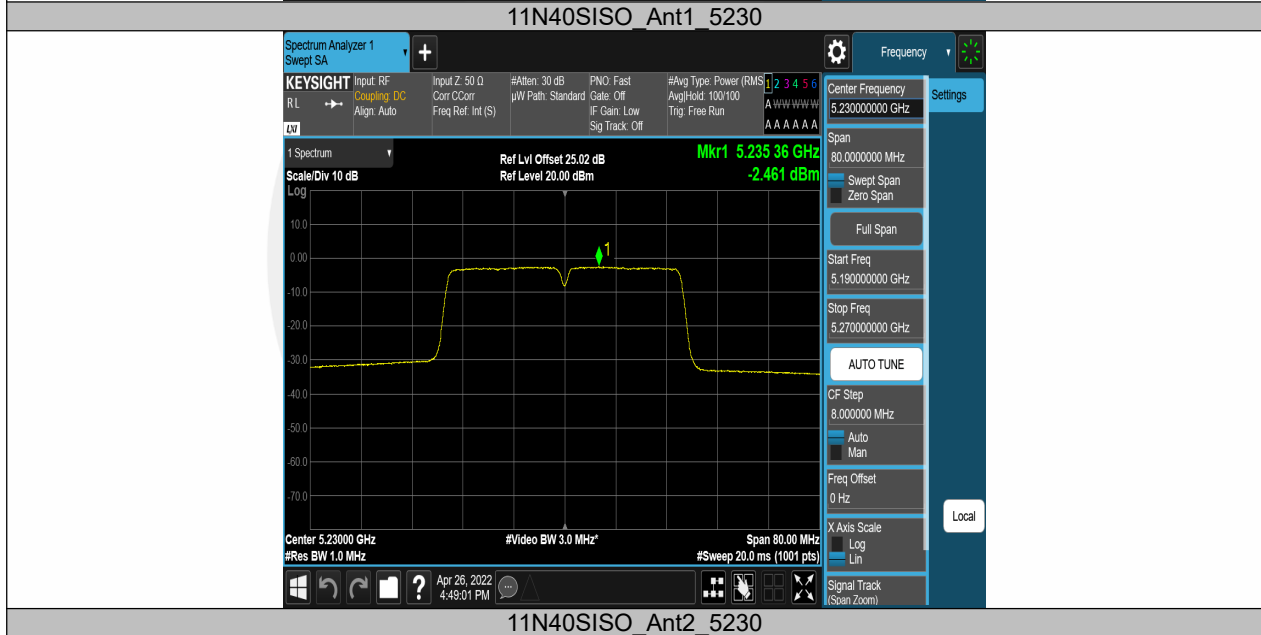 11N40SISO_Ant1_5230
Spectrum Analyzer 1
Swept SA
+
Frequency
KEYSIGHT
RL
LXI
Input: RF
Coupling: DC
Align: Auto
Input Z: 50 Ω
Corr CCorr
Freq Ref: Int (S)
#Atten: 30 dB
µW Path: Standard
PNO: Fast
Gate: Off
IF Gain: Low
Sig Track: Off
#Avg Type: Power (RMS
Avg|Hold: 100/100
Trig: Free Run
1 2 3 4 5 6
A W W W W W
A A A A A A
1 Spectrum
Scale/Div 10 dB
Log
Ref Lvl Offset 25.02 dB
Ref Level 20.00 dBm
Mkr1 5.235 36 GHz
-2.461 dBm
10.0
0.00
-10.0
-20.0
-30.0
-40.0
-50.0
-60.0
-70.0
1
Center 5.23000 GHz
#Res BW 1.0 MHz
#Video BW 3.0 MHz*
Span 80.00 MHz
#Sweep 20.0 ms (1001 pts)
Center Frequency
5.230000000 GHz
Settings
Span
80.0000000 MHz
Swept Span
Zero Span
Full Span
Start Freq
5.190000000 GHz
Stop Freq
5.270000000 GHz
AUTO TUNE
CF Step
8.000000 MHz
Auto
Man
Freq Offset
0 Hz
X Axis Scale
Log
Lin
Local
Signal Track
(Span Zoom)
?
Apr 26, 2022
4:49:01 PM
11N40SISO_Ant2_5230